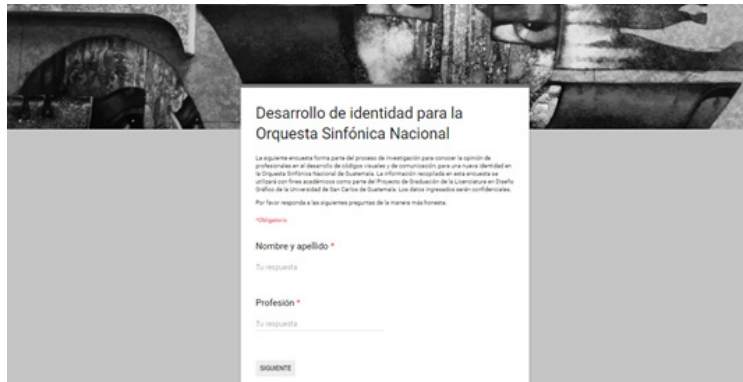 Desarrollo de identidad para la
Orquesta Sinfónica Nacional
La siguiente encuesta forma parte del proceso de investigación para conocer la opinión de
profesionales en el desarrollo de códigos visuales y de comunicación para una nueva identidad en
la Orquesta Sinfónica Nacional de Guatemala. La información recopilada en esta encuesta se
utilizará con fines académicos como parte del Proyecto de Graduación de la Licenciatura en Diseño
Gráfico de la Universidad de San Carlos de Guatemala. Los datos ingresados serán confidenciales.
Por favor responda a las siguientes preguntas de la manera más honesta.
*Obligatorio
Nombre y apellido *
Tu respuesta
Profesión *
Tu respuesta
SIGUIENTE